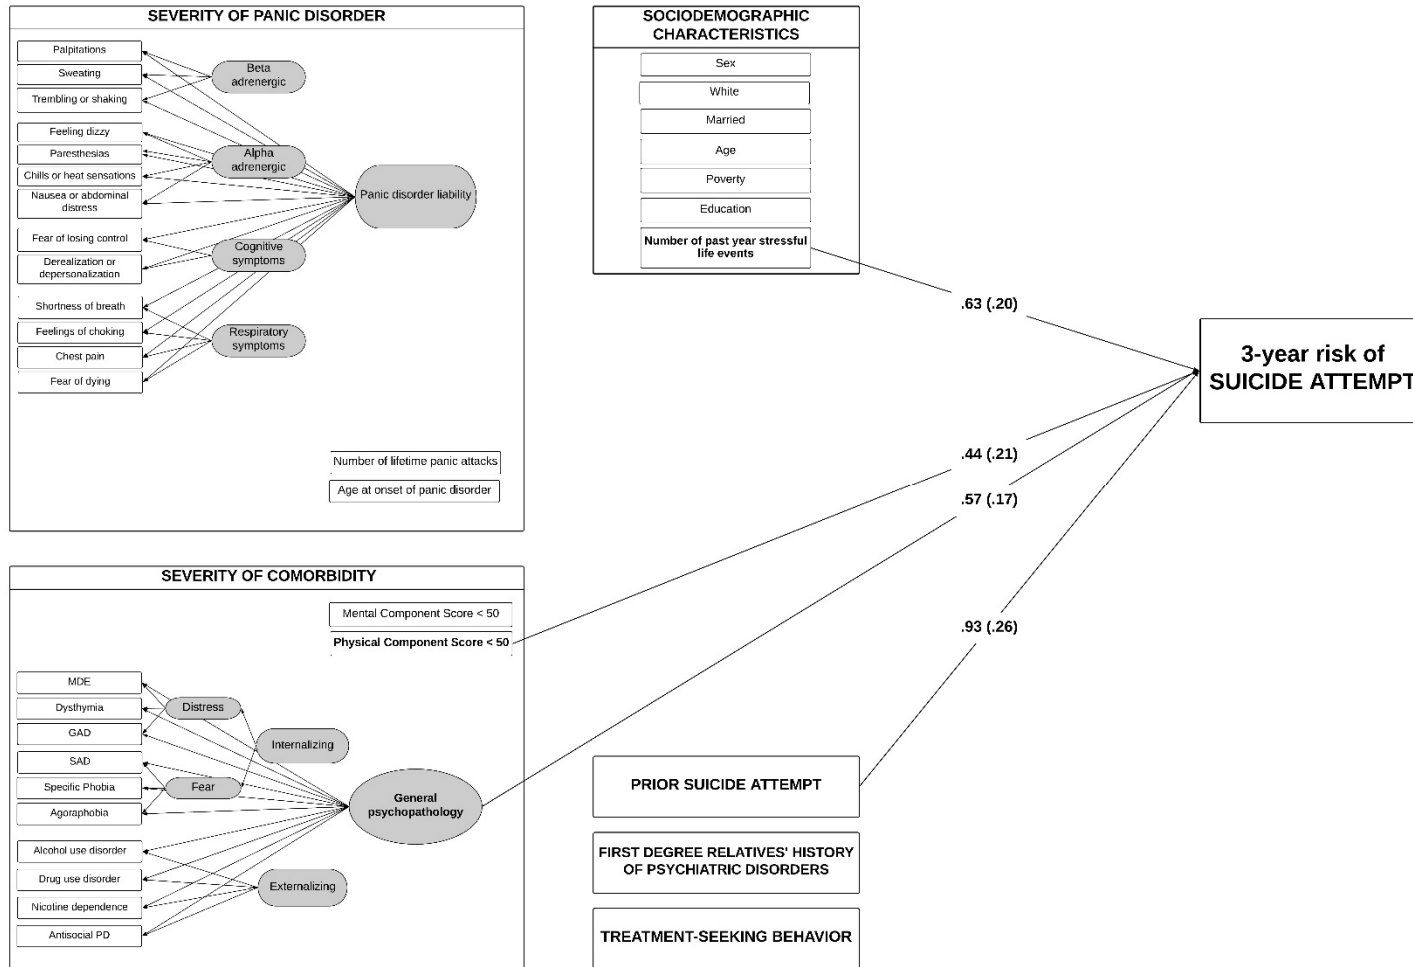 SEVERITY OF PANIC DISORDER
Palpitations
Sweating
Trembling or shaking
Feeling dizzy
Paresthesias
Chills or heat sensations
Nausea or abdominal
distress
Fear of losing control
Derealization or
depersonalization
Shortness of breath
Feelings of choking
Chest pain
Fear of dying
Beta
adrenergic
Alpha
adrenergic
Cognitive
symptoms
Respiratory
symptoms
Panic disorder liability
Number of lifetime panic attacks
Age at onset of panic disorder
SOCIODEMOGRAPHIC
CHARACTERISTICS
Sex
White
Married
Age
Poverty
Education
Number of past year stressful
life events
.63 (.20)
.44 (.21)
.57 (.17)
.93 (.26)
3-year risk of
SUICIDE ATTEMPT
SEVERITY OF COMORBIDITY
Mental Component Score < 50
Physical Component Score < 50
MDE
Dysthymia
GAD
SAD
Specific Phobia
Agoraphobia
Alcohol use disorder
Drug use disorder
Nicotine dependence
Antisocial PD
Distress
Fear
Internalizing
Externalizing
General
psychopathology
PRIOR SUICIDE ATTEMPT
FIRST DEGREE RELATIVES' HISTORY
OF PSYCHIATRIC DISORDERS
TREATMENT-SEEKING BEHAVIOR